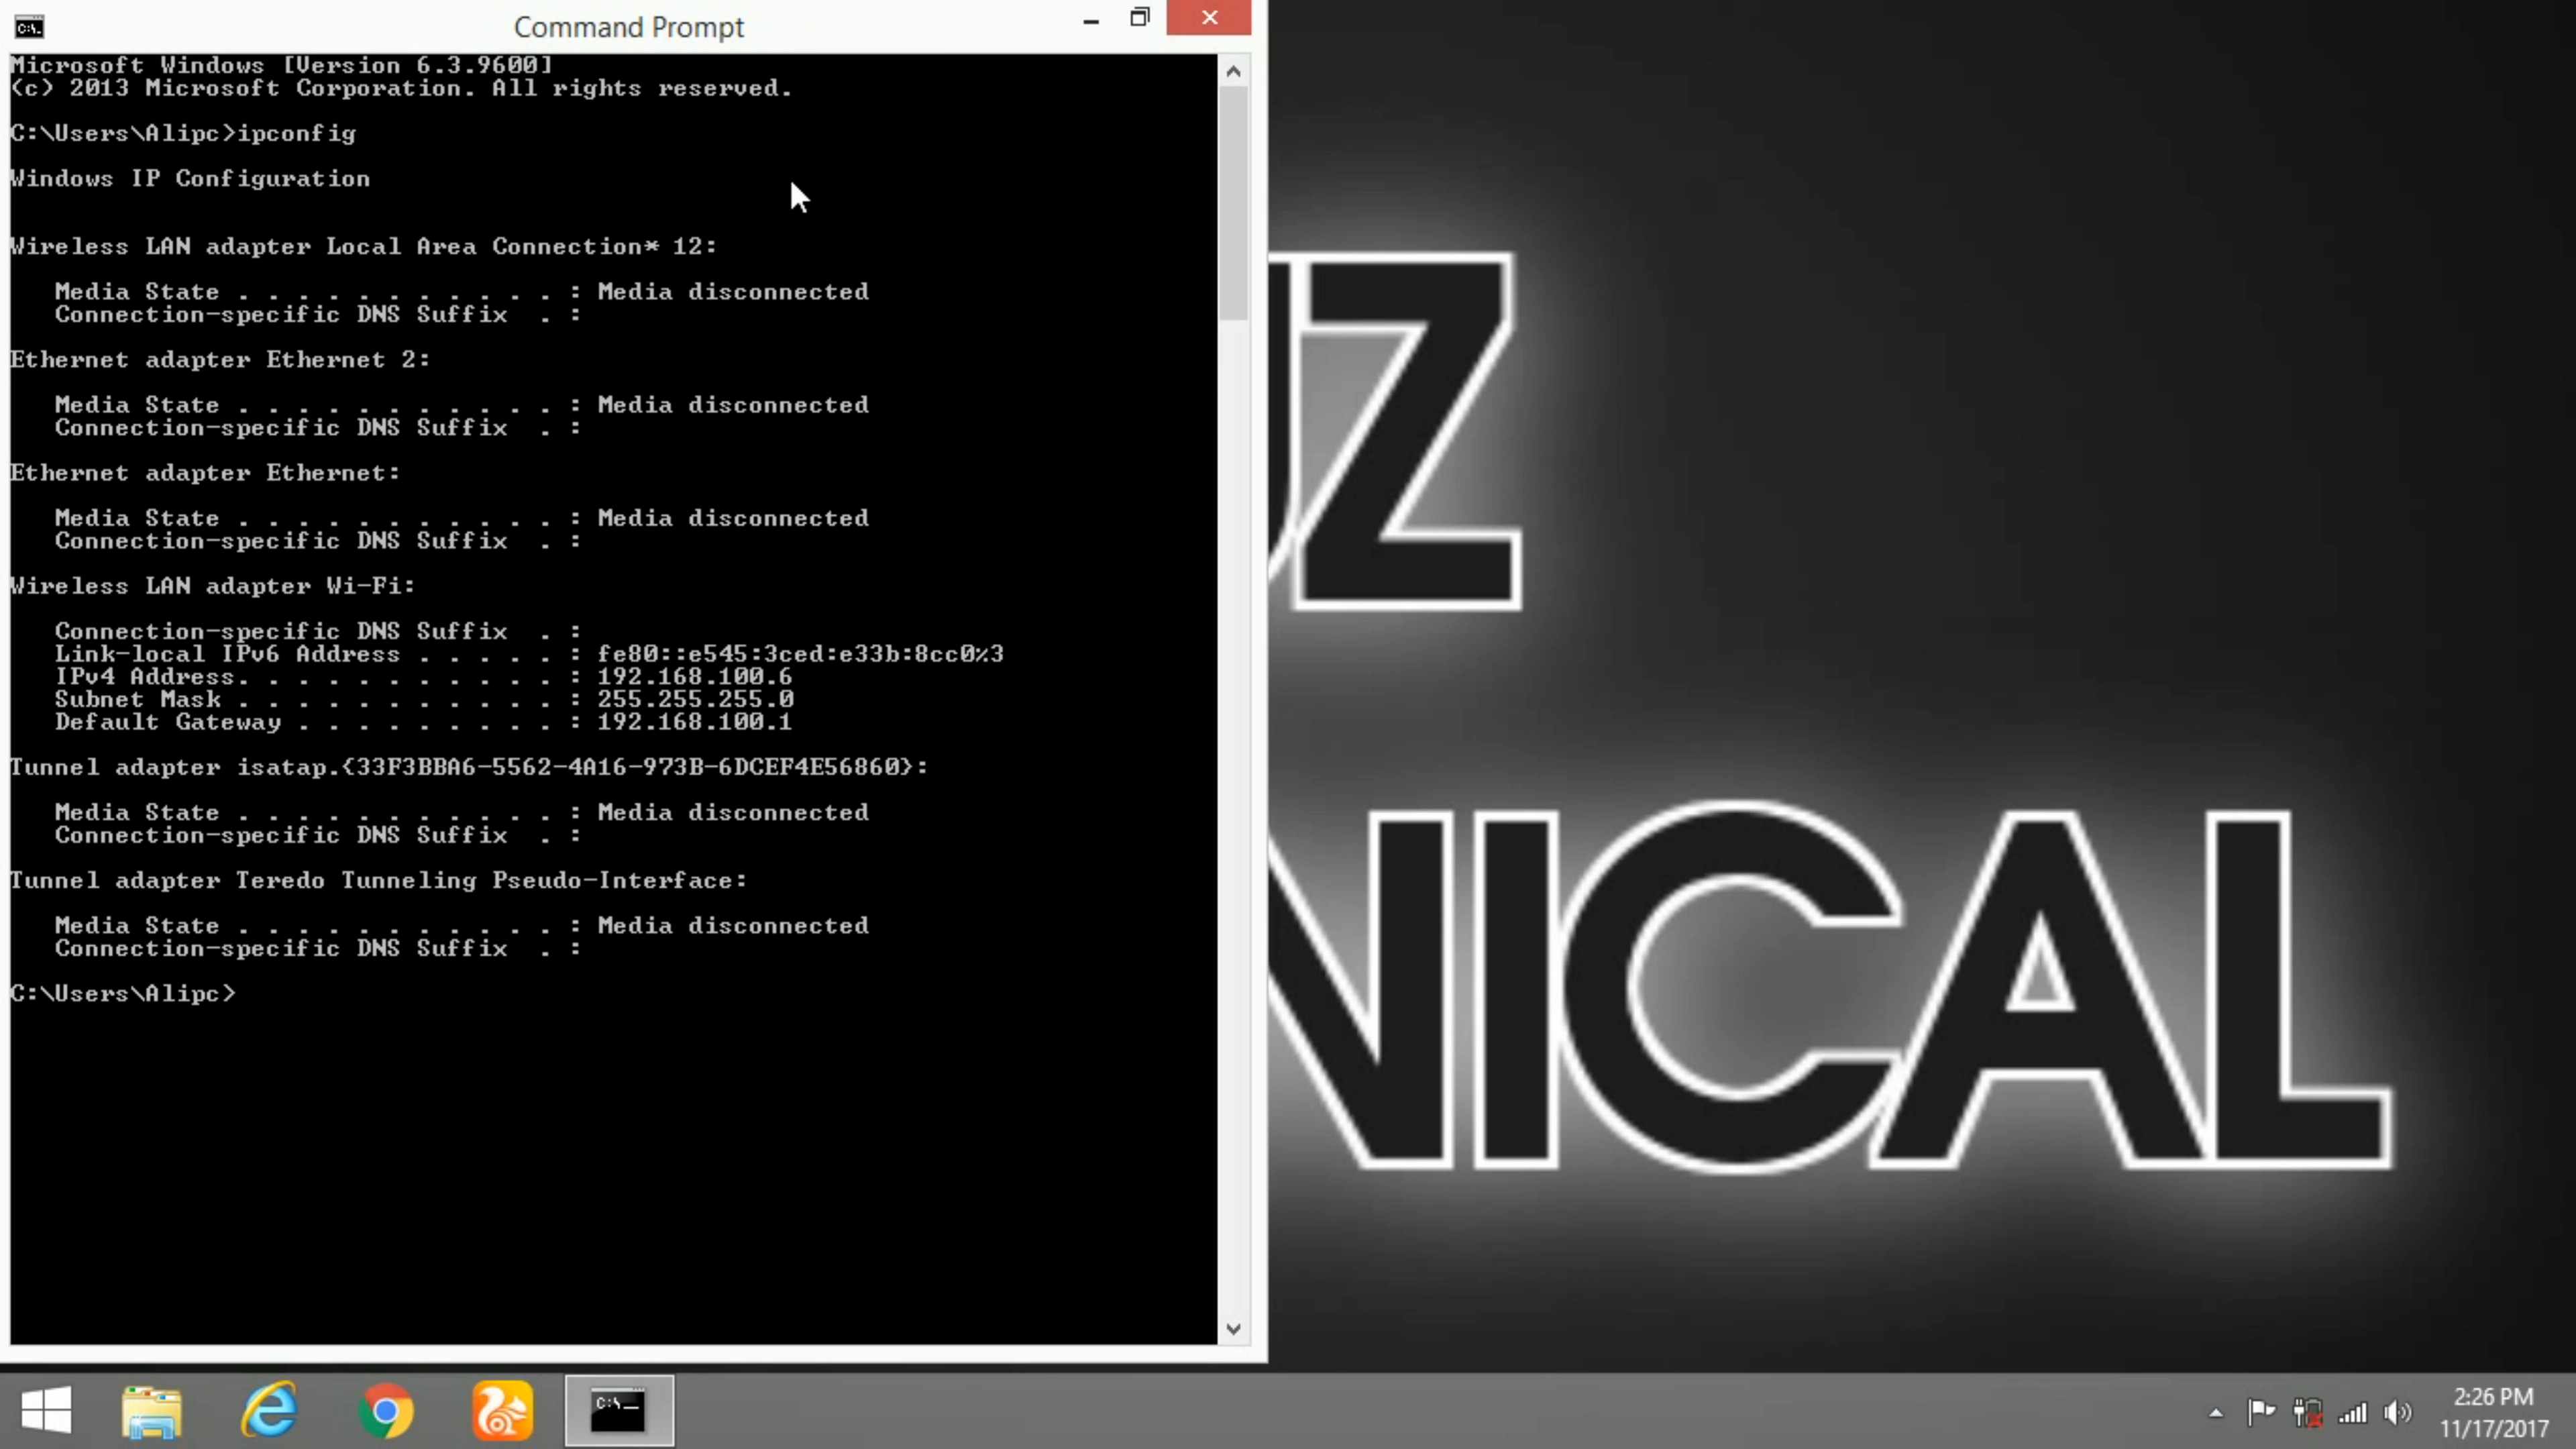 Command Prompt
Microsoft Windows [Version 6.3.9600]
(c) 2013 Microsoft Corporation. All rights reserved.
C:\Users\Alipc>ipconfig
Windows IP Configuration
Wireless LAN adapter Local Area Connection* 12:
Media State . . . . . . . . . . . : Media disconnected
Connection-specific DNS Suffix  . :
Ethernet adapter Ethernet 2:
Media State . . . . . . . . . . . : Media disconnected
Connection-specific DNS Suffix  . :
Ethernet adapter Ethernet:
Media State . . . . . . . . . . . : Media disconnected
Connection-specific DNS Suffix  . :
Wireless LAN adapter Wi-Fi:
Connection-specific DNS Suffix  . :
Link-local IPv6 Address . . . . . : fe80::e545:3ced:e33b:8cc0%3
IPv4 Address. . . . . . . . . . . : 192.168.100.6
Subnet Mask . . . . . . . . . . . : 255.255.255.0
Default Gateway . . . . . . . . . : 192.168.100.1
Tunnel adapter isatap.{33F3BBA6-5562-4A16-973B-6DCEF4E56860}:
Media State . . . . . . . . . . . : Media disconnected
Connection-specific DNS Suffix  . :
Tunnel adapter Teredo Tunneling Pseudo-Interface:
Media State . . . . . . . . . . . : Media disconnected
Connection-specific DNS Suffix  . :
C:\Users\Alipc>
Z
NICAL
2:26 PM
11/17/2017